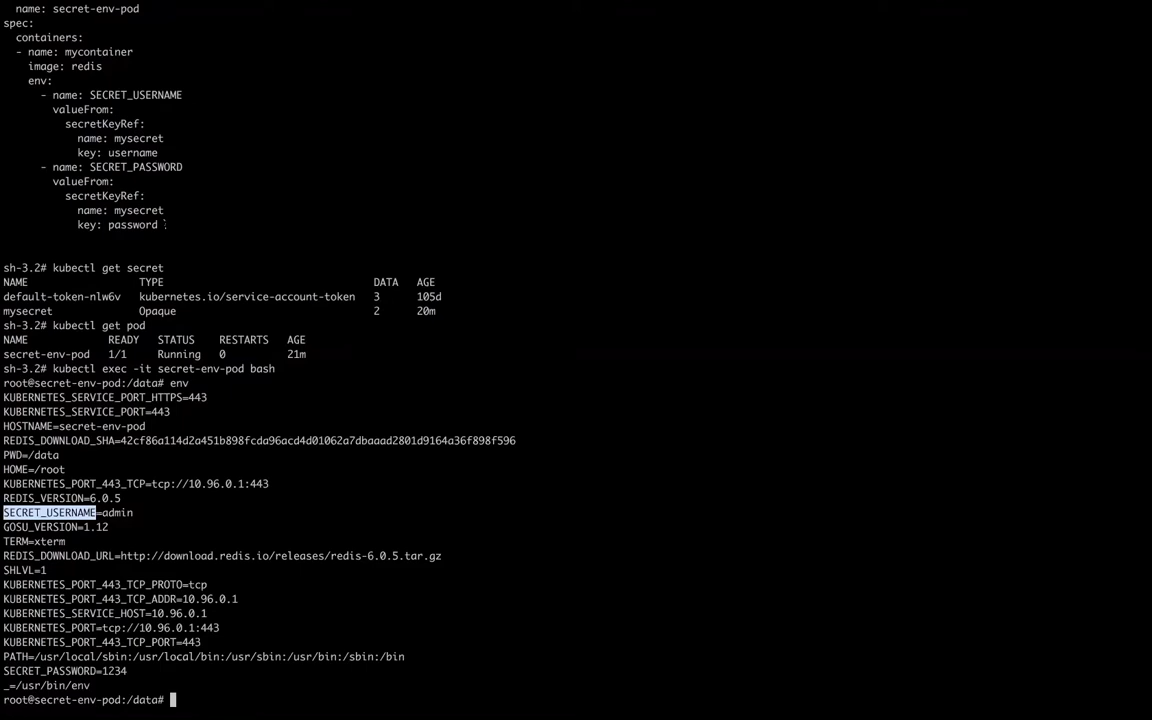 name: secret-env-pod
spec:
  containers:
  - name: mycontainer
    image: redis
    env:
      - name: SECRET_USERNAME
        valueFrom:
          secretKeyRef:
            name: mysecret
            key: username
      - name: SECRET_PASSWORD
        valueFrom:
          secretKeyRef:
            name: mysecret
            key: password
sh-3.2# kubectl get secret
NAME                  TYPE                                  DATA   AGE
default-token-nlw6v   kubernetes.io/service-account-token   3      105d
mysecret              Opaque                                2      20m
sh-3.2# kubectl get pod
NAME             READY   STATUS    RESTARTS   AGE
secret-env-pod   1/1     Running   0          21m
sh-3.2# kubectl exec -it secret-env-pod bash
root@secret-env-pod:/data# env
KUBERNETES_SERVICE_PORT_HTTPS=443
KUBERNETES_SERVICE_PORT=443
HOSTNAME=secret-env-pod
REDIS_DOWNLOAD_SHA=42cf86a114d2a451b898fcda96acd4d01062a7dbaaad2801d9164a36f898f596
PWD=/data
HOME=/root
KUBERNETES_PORT_443_TCP=tcp://10.96.0.1:443
REDIS_VERSION=6.0.5
SECRET_USERNAME=admin
GOSU_VERSION=1.12
TERM=xterm
REDIS_DOWNLOAD_URL=http://download.redis.io/releases/redis-6.0.5.tar.gz
SHLVL=1
KUBERNETES_PORT_443_TCP_PROTO=tcp
KUBERNETES_PORT_443_TCP_ADDR=10.96.0.1
KUBERNETES_SERVICE_HOST=10.96.0.1
KUBERNETES_PORT=tcp://10.96.0.1:443
KUBERNETES_PORT_443_TCP_PORT=443
PATH=/usr/local/sbin:/usr/local/bin:/usr/sbin:/usr/bin:/sbin:/bin
SECRET_PASSWORD=1234
_=/usr/bin/env
root@secret-env-pod:/data#